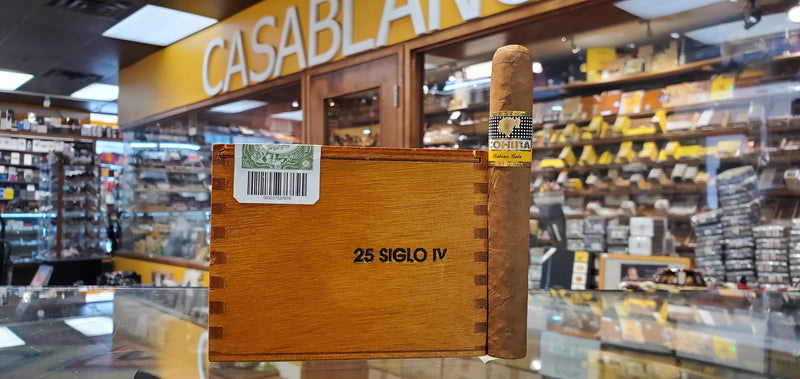 CASABLAN
COHIBA
Habana, Cuba
25 SIGLO IV